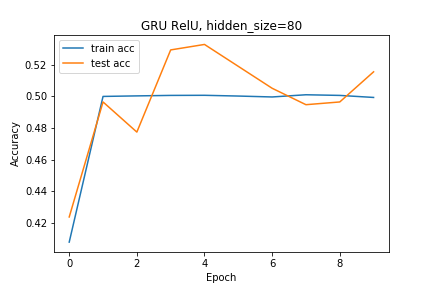 GRU RelU, hidden_size=80
train acc
test acc
0.52
0.50
0.48
0.46
0.44
0.42
Accuracy
0 2 4 6 8
Epoch